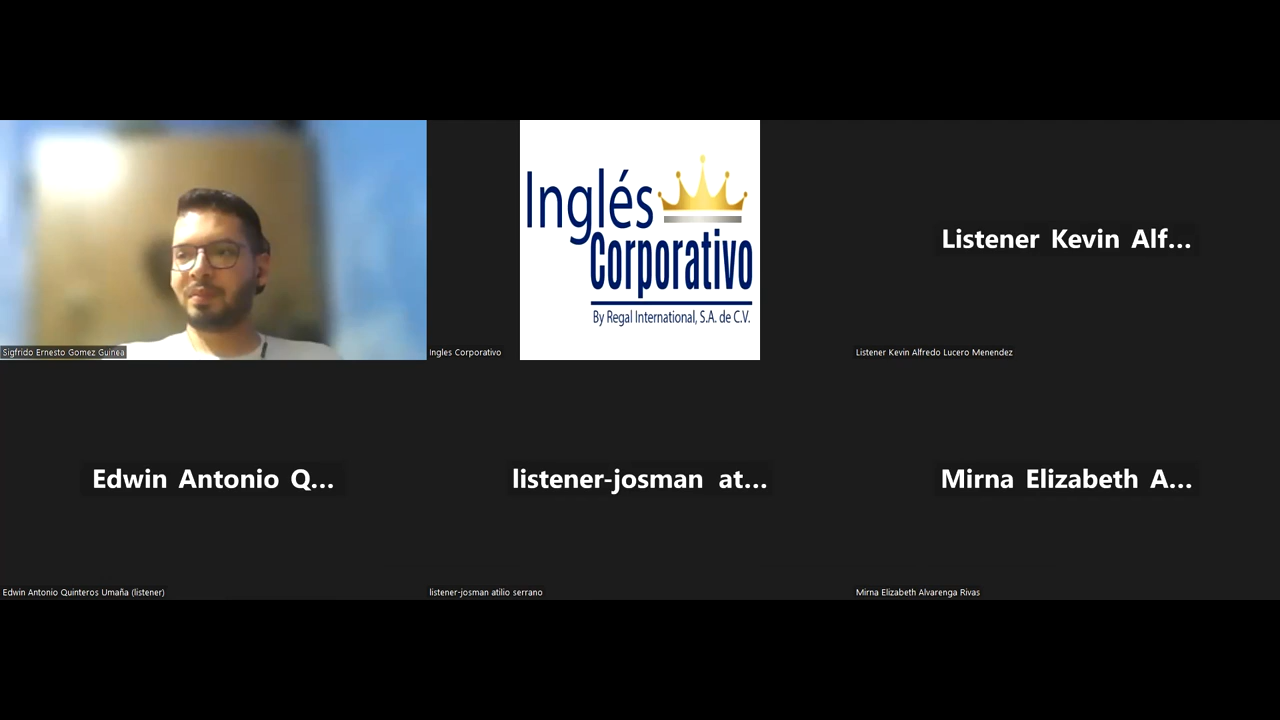 Inglés
Corporativo
By Regal International, S.A. de C.V.
Listener Kevin Alf...
Sigfrido Ernesto Gomez Guinea
Ingles Corporativo
Listener Kevin Alfredo Lucero Menendez
Edwin Antonio Q...
listener-josman at...
Mirna Elizabeth A...
Edwin Antonio Quinteros Umaña (listener)
listener-josman atilio serrano
Mirna Elizabeth Alvarenga Rivas